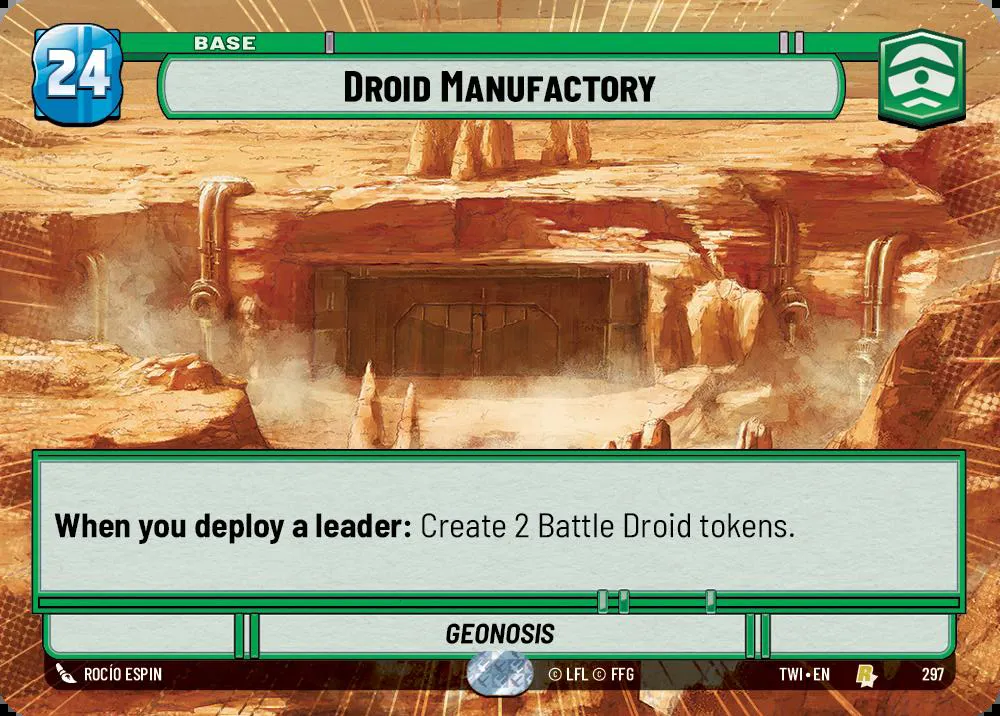 24
BASE
DROID MANUFACTORY
When you deploy a leader: Create 2 Battle Droid tokens.
GEONOSIS
ROCÍO ESPIN
© LFL © FFG
TWI•EN
R
297